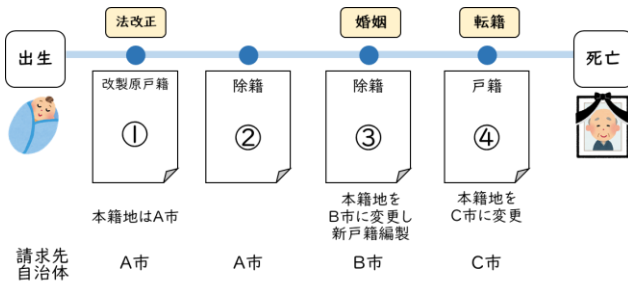 法改正
婚姻
転籍
出生
死亡
改製原戸籍
除籍
除籍
戸籍
①
②
③
④
本籍地はA市
本籍地を
B市に変更し
新戸籍編製
本籍地を
C市に変更
請求先
自治体
A市
A市
B市
C市